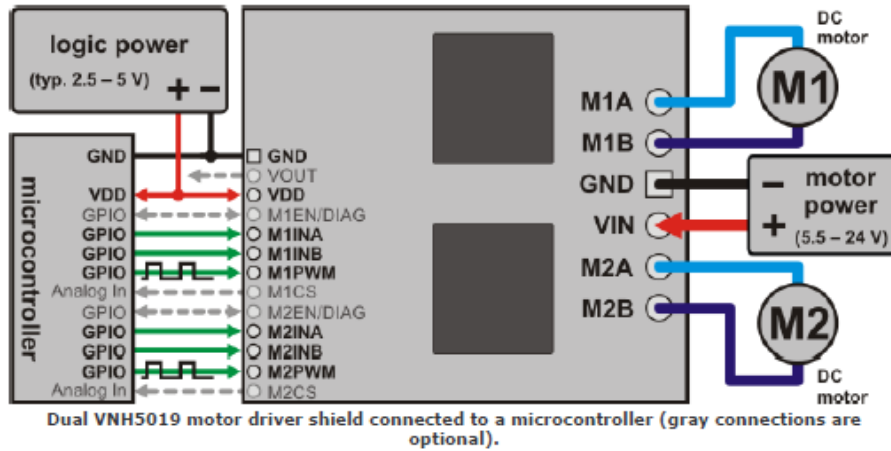 logic power
(typ. 2.5 – 5 V)
+ −
microcontroller
GND
VDD
GPIO
GPIO
GPIO
GPIO
Analog In
GPIO
GPIO
GPIO
GPIO
Analog In
GND
VOUT
VDD
M1EN/DIAG
M1INA
M1INB
M1PWM
M1CS
M2EN/DIAG
M2INA
M2INB
M2PWM
M2CS
M1A
M1B
GND
VIN
M2A
M2B
DC
motor
M1
− motor
power
+ (5.5 – 24 V)
M2
DC
motor
Dual VNH5019 motor driver shield connected to a microcontroller (gray connections are
optional).